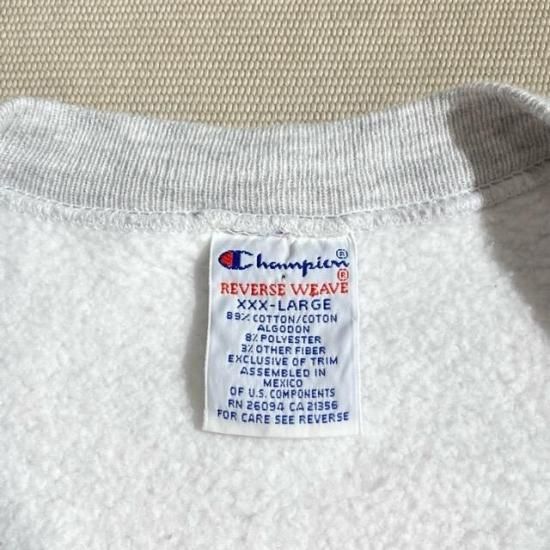 Champion®
®
REVERSE WEAVE
XXX-LARGE
89% COTTON/COTON
ALGODON
8% POLYESTER
3% OTHER FIBER
EXCLUSIVE OF TRIM
ASSEMBLED IN
MEXICO
OF U.S. COMPONENTS
RN 26094 CA 21356
FOR CARE SEE REVERSE